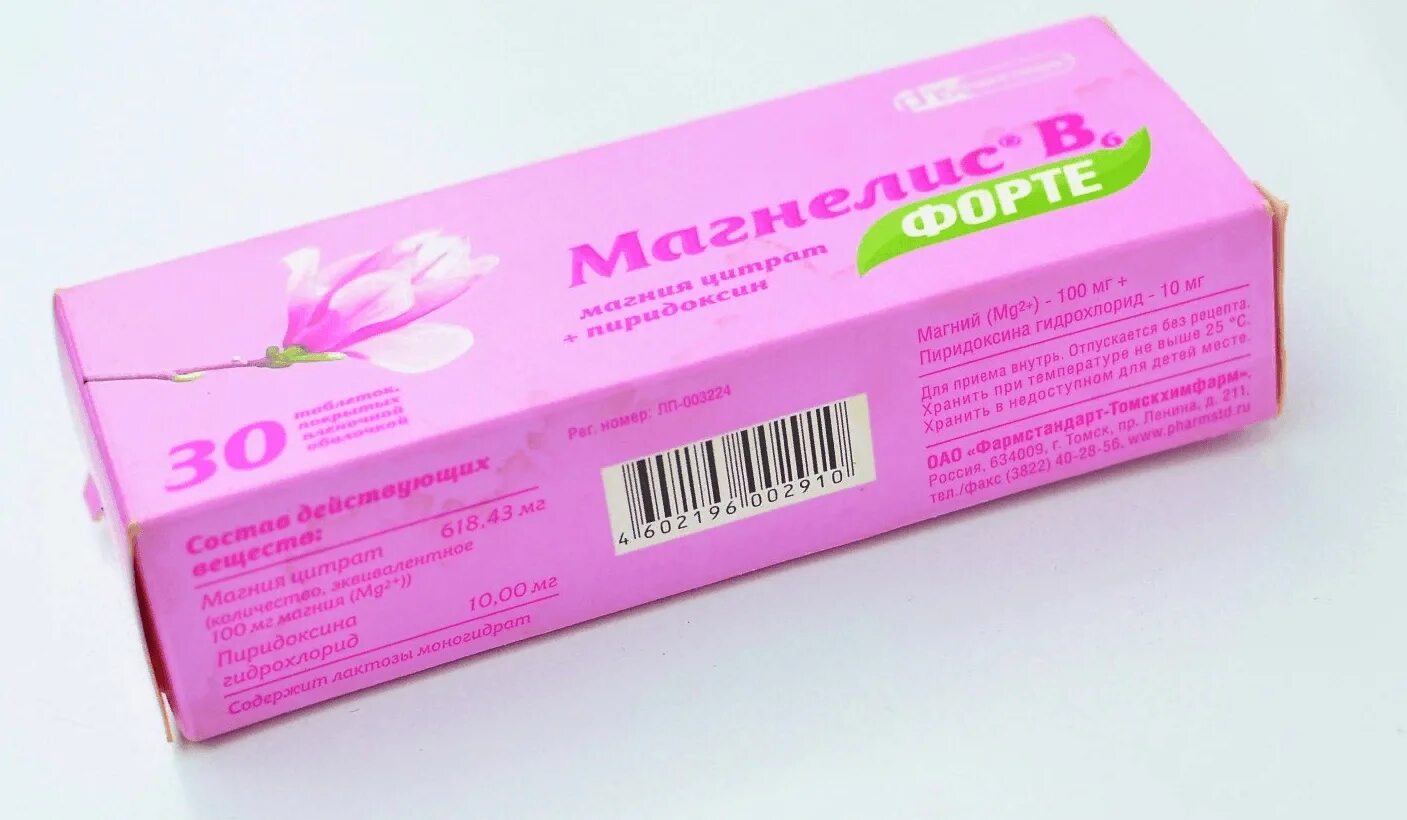 Магнелис® B6
ФОРТЕ
магния цитрат
+ пиридоксин
30
таблеток,
покрытых
пленочной
оболочкой
Состав действующих
веществ:
Магния цитрат 618,43 мг
(количество, эквивалентное
100 мг магния (Mg2+))
Пиридоксина 10,00 мг
гидрохлорид
Содержит лактозы моногидрат
Рег. номер: ЛП-003224
4 602196 002910
Магний (Mg2+) - 100 мг +
Пиридоксина гидрохлорид - 10 мг
Для приема внутрь. Отпускается без рецепта.
Хранить при температуре не выше 25 °С.
Хранить в недоступном для детей месте.
ОАО «Фармстандарт-Томскхимфарм»,
Россия, 634009, г. Томск, пр. Ленина, д. 211,
тел./факс (3822) 40-28-56, www.pharmstd.ru